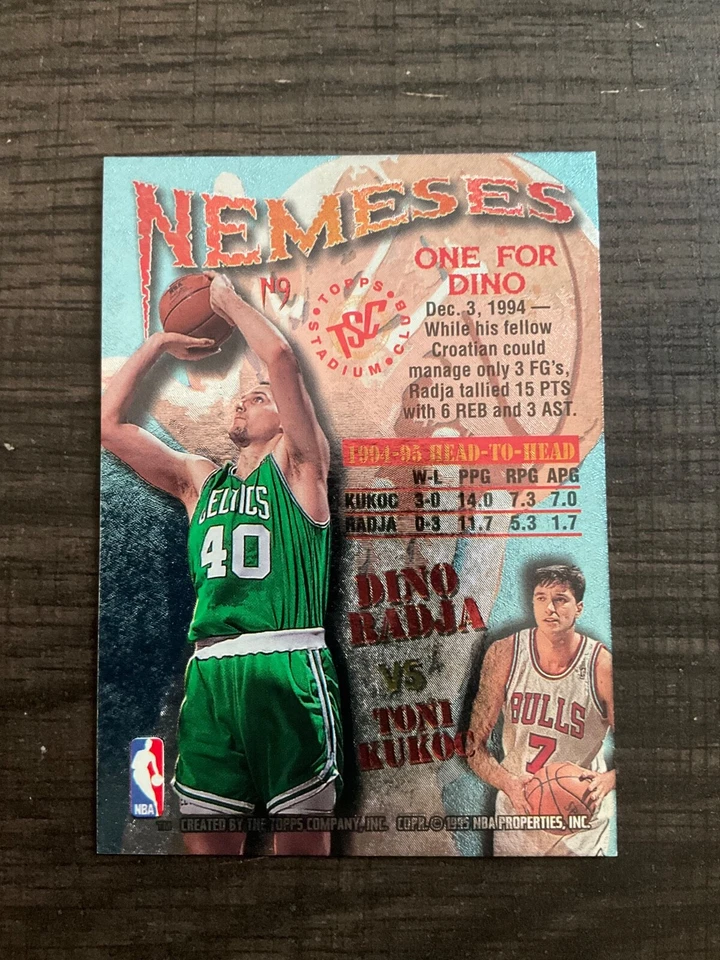 NEMESES
N9
TOPPS
STADIUM CLUB
TSC
ONE FOR
DINO
Dec. 3, 1994 —
While his fellow
Croatian could
manage only 3 FG's,
Radja tallied 15 PTS
with 6 REB and 3 AST.
1994-95 HEAD-TO-HEAD
W-L PPG RPG APG
KUKOC 3-0 14.0 7.3 7.0
RADJA 0-3 11.7 5.3 1.7
CELTICS
40
DINO
RADJA
VS
TONI
KUKOC
BULLS
7
NBA
TM CREATED BY THE TOPPS COMPANY, INC. COPR. © 1995 NBA PROPERTIES, INC.